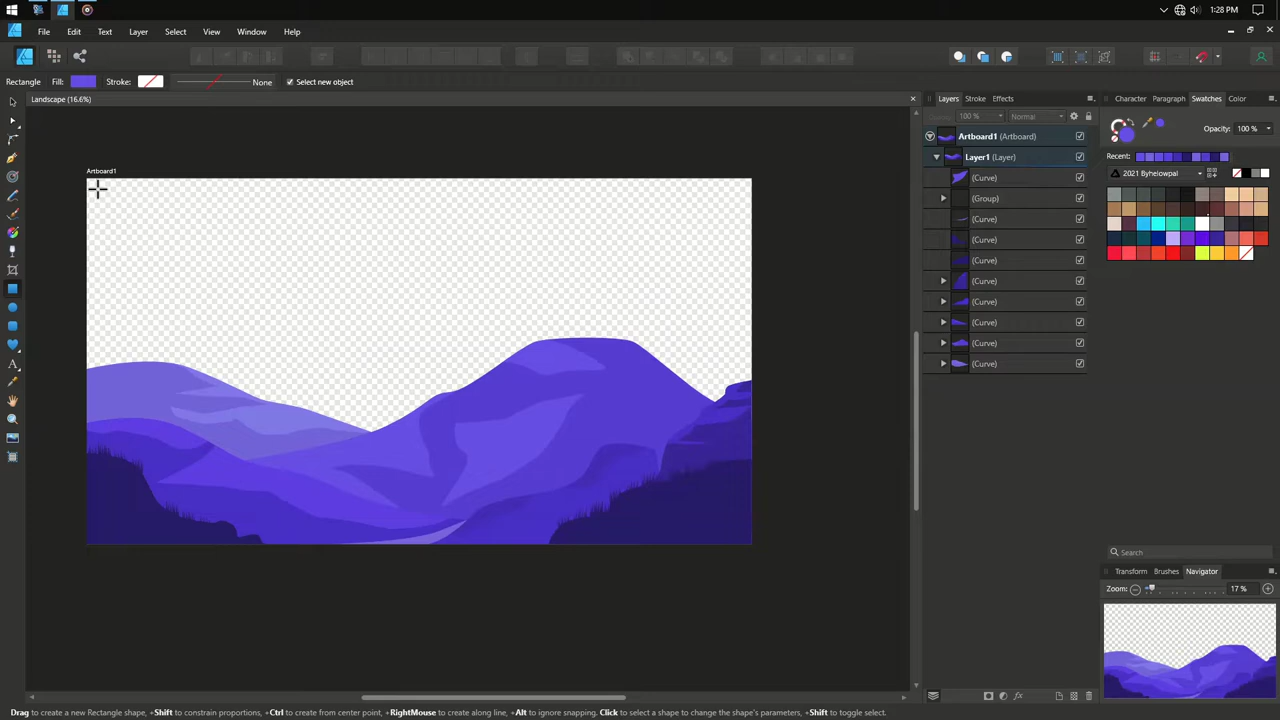 1:28 PM
File Edit Text Layer Select View Window Help
Rectangle Fill: Stroke: None Select new object
Landscape (16.6%)
Layers Stroke Effects
Character Paragraph Swatches Color
100 % Normal
Opacity: 100 %
Artboard1 (Artboard)
Layer1 (Layer)
Recent:
2021 Byhelowpal
Artboard1
(Curve)
(Group)
(Curve)
(Curve)
(Curve)
(Curve)
(Curve)
(Curve)
(Curve)
(Curve)
Search
Transform Brushes Navigator
Zoom: 17 %
Drag to create a new Rectangle shape, +Shift to constrain proportions, +Ctrl to create from center point, +RightMouse to create along line, +Alt to ignore snapping. Click to select a shape to change the shape's parameters, +Shift to toggle select.